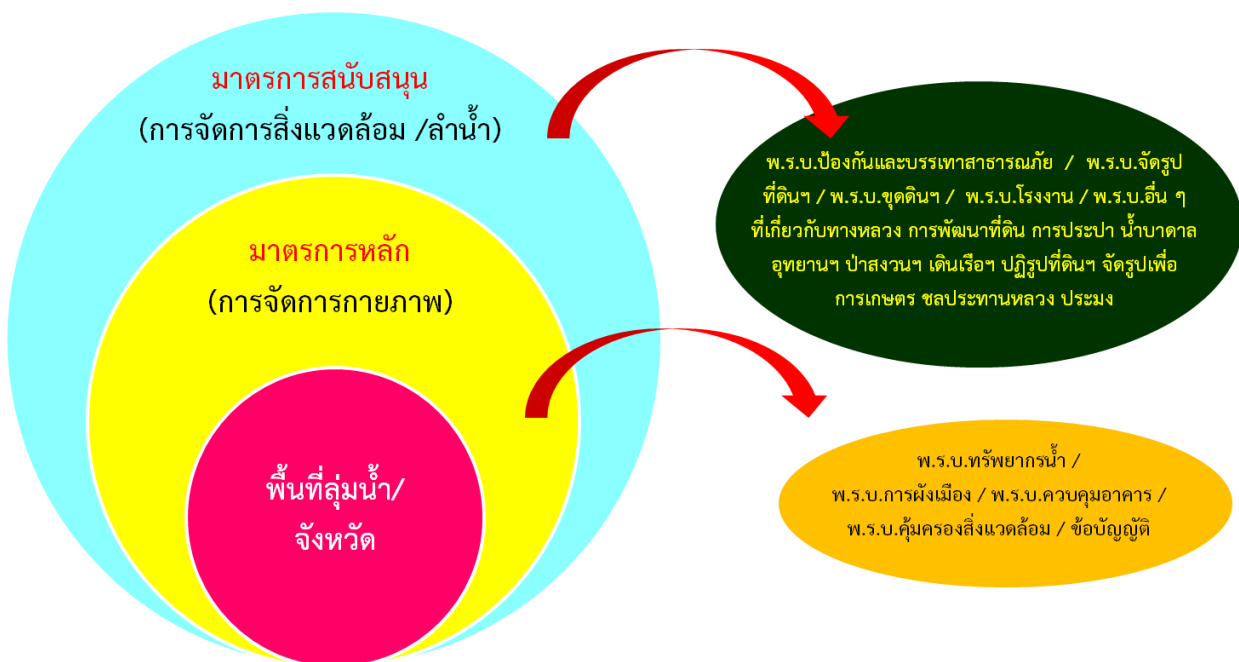 มาตรการสนับสนุน
(การจัดการสิ่งแวดล้อม /ลำน้ำ)
มาตรการหลัก
(การจัดการกายภาพ)
พื้นที่ลุ่มน้ำ/
จังหวัด
พ.ร.บ.ป้องกันและบรรเทาสาธารณภัย / พ.ร.บ.จัดรูป
ที่ดินฯ / พ.ร.บ.ขุดดินฯ / พ.ร.บ.โรงงาน / พ.ร.บ.อื่น ๆ
ที่เกี่ยวกับทางหลวง การพัฒนาที่ดิน การประปา น้ำบาดาล
อุทยานฯ ป่าสงวนฯ เดินเรือฯ ปฏิรูปที่ดินฯ จัดรูปเพื่อ
การเกษตร ชลประทานหลวง ประมง
พ.ร.บ.ทรัพยากรน้ำ /
พ.ร.บ.การผังเมือง / พ.ร.บ.ควบคุมอาคาร /
พ.ร.บ.คุ้มครองสิ่งแวดล้อม / ข้อบัญญัติ